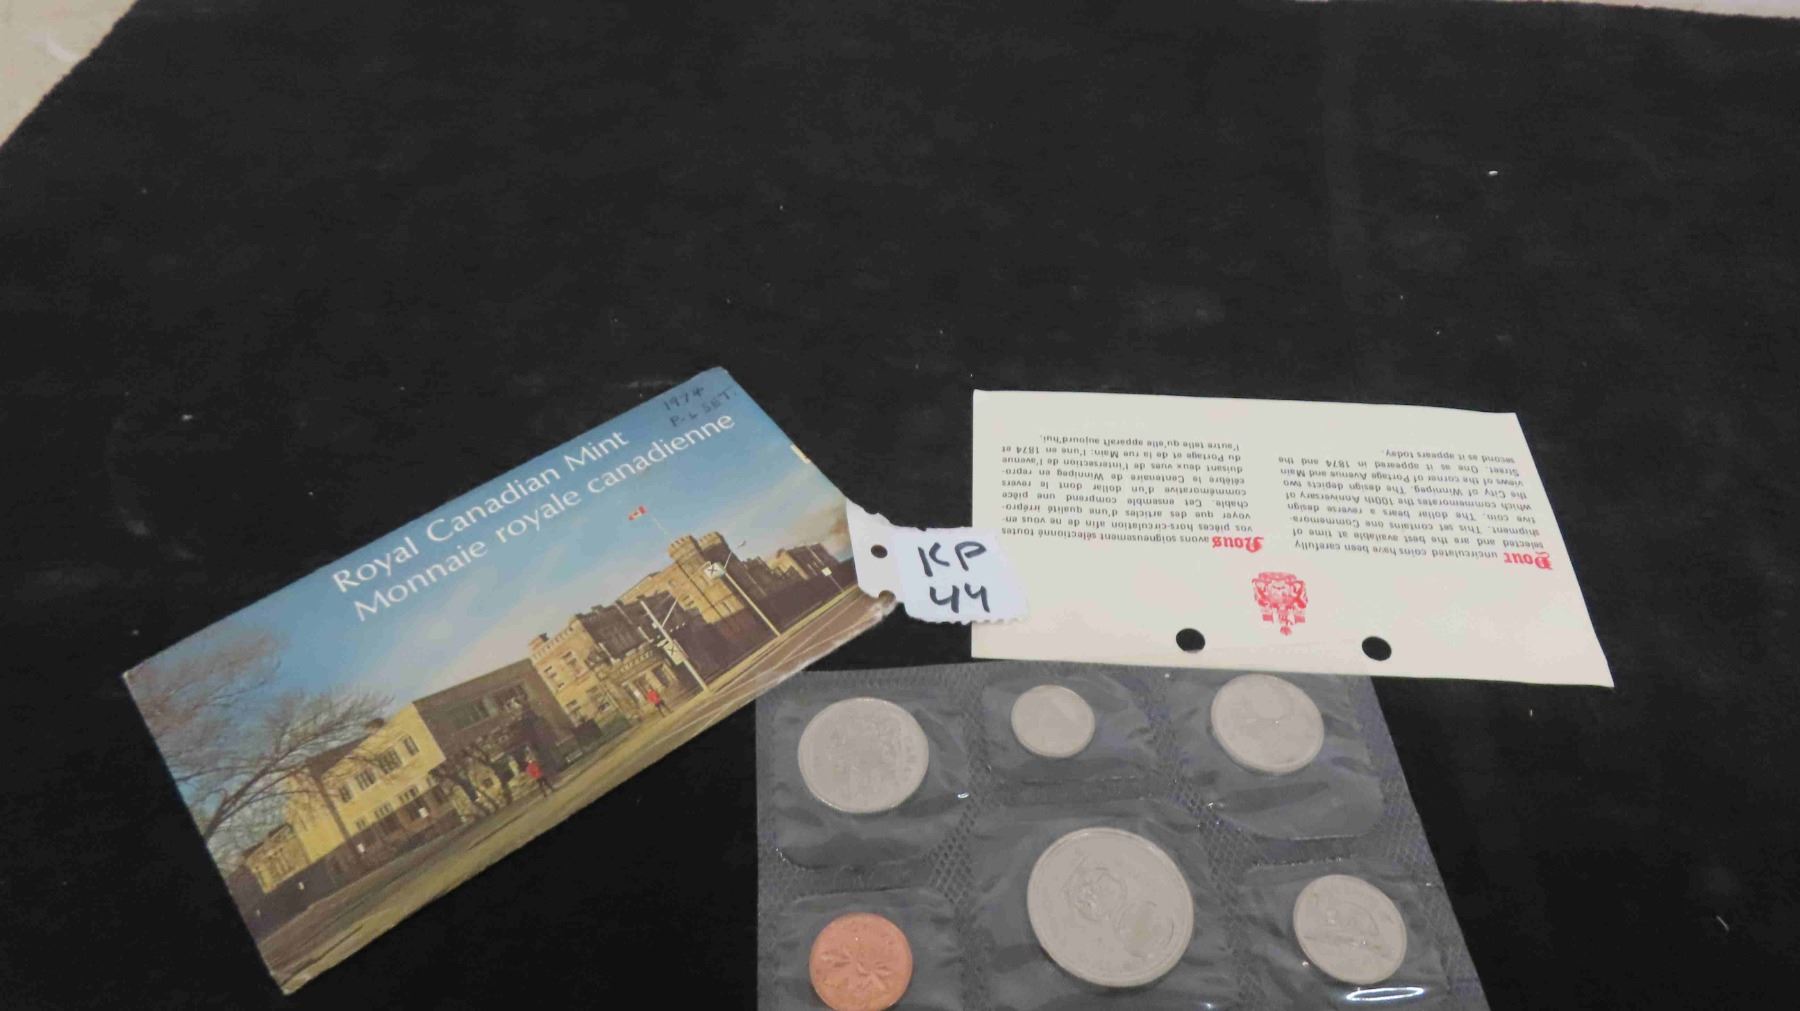 1974
P.L SET.
Royal Canadian Mint
Monnaie royale canadienne
KP
44
Your uncirculated coins have been carefully
selected and are the best available at time of
shipment. This set contains one Commemora-
tive coin. The dollar bears a reverse design
which commemorates the 100th Anniversary of
the City of Winnipeg. The design depicts two
views of the corner of Portage Avenue and Main
Street. One as it appeared in 1874 and the
second as it appears today.
Nous avons soigneusement sélectionné toutes
vos pièces hors-circulation afin de ne vous en-
voyer que des articles d'une qualité irrépro-
chable. Cet ensemble comprend une pièce
commémorative d'un dollar dont le revers
célèbre le Centenaire de Winnipeg en repro-
duisant deux vues de l'intersection de l'avenue
du Portage et de la rue Main: l'une en 1874 et
l'autre telle qu'elle apparaît aujourd'hui.